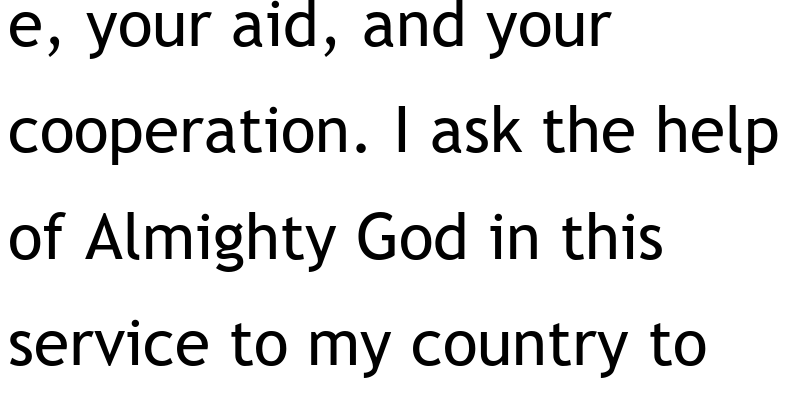 e, your aid, and your
cooperation. I ask the help
of Almighty God in this
service to my country to